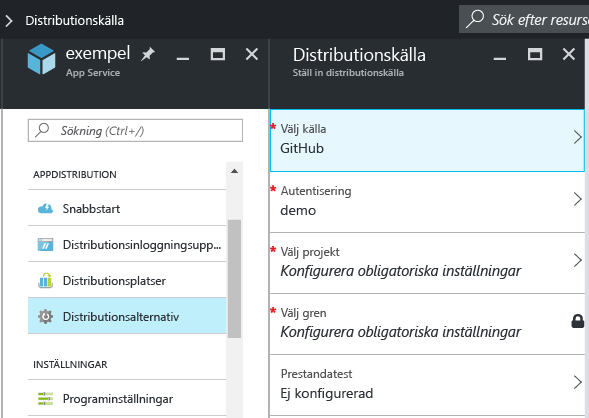 Distributionskälla
Sök efter resurs
exempel
App Service
Sökning (Ctrl+/)
APPDISTRIBUTION
Snabbstart
Distributionsinloggningsupp...
Distributionsplatser
Distributionsalternativ
INSTÄLLNINGAR
Programinställningar
Distributionskälla
Ställ in distributionskälla
* Välj källa
GitHub
* Autentisering
demo
* Välj projekt
Konfigurera obligatoriska inställningar
* Välj gren
Konfigurera obligatoriska inställningar
Prestandatest
Ej konfigurerad